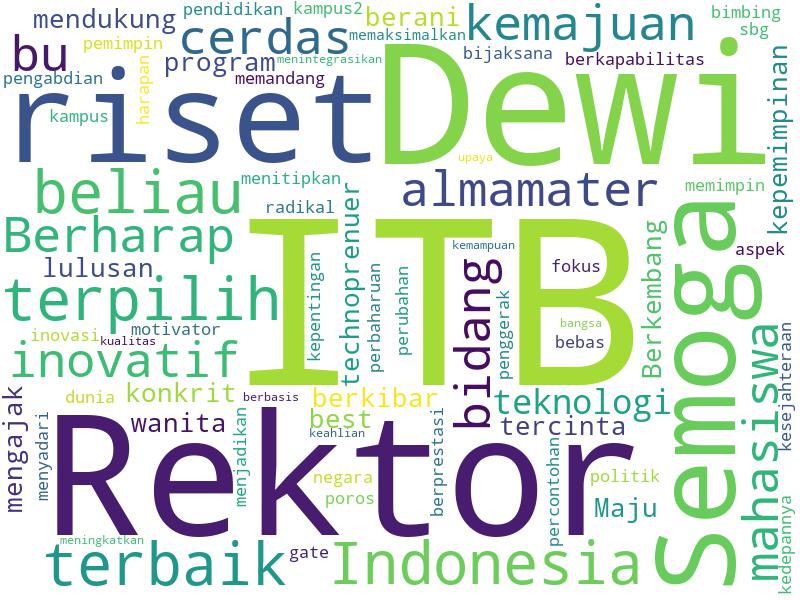 mendukung
pendidikan
kampus2
berani
kemajuan
bimbing
sbg
bu
pemimpin
cerdas
memaksimalkan
bijaksana
berkapabilitas
pengabdian
harapan
program
menintegrasikan
memandang
kampus
riset
Dewi
kepemimpinan
upaya
beliau
menitipkan
radikal
almamater
memimpin
Berharap
lulusan
technoprenuer
ITB
kemampuan
Semoga
Berkembang
aspek
terpilih
kepentingan
perbaharuan
perubahan
bidang
fokus
penggerak
bangsa
bebas
inovasi
kualitas
motivator
inovatif
mahasiswa
kesejahteraan
mengajak
dunia
konkrit
berbasis
berkibar
teknologi
menyadari
wanita
best
keahlian
tercinta
Rektor
menjadikan
negara
poros
berprestasi
percontohan
politik
Maju
meningkatkan
terbaik
gate
Indonesia
kedepannya